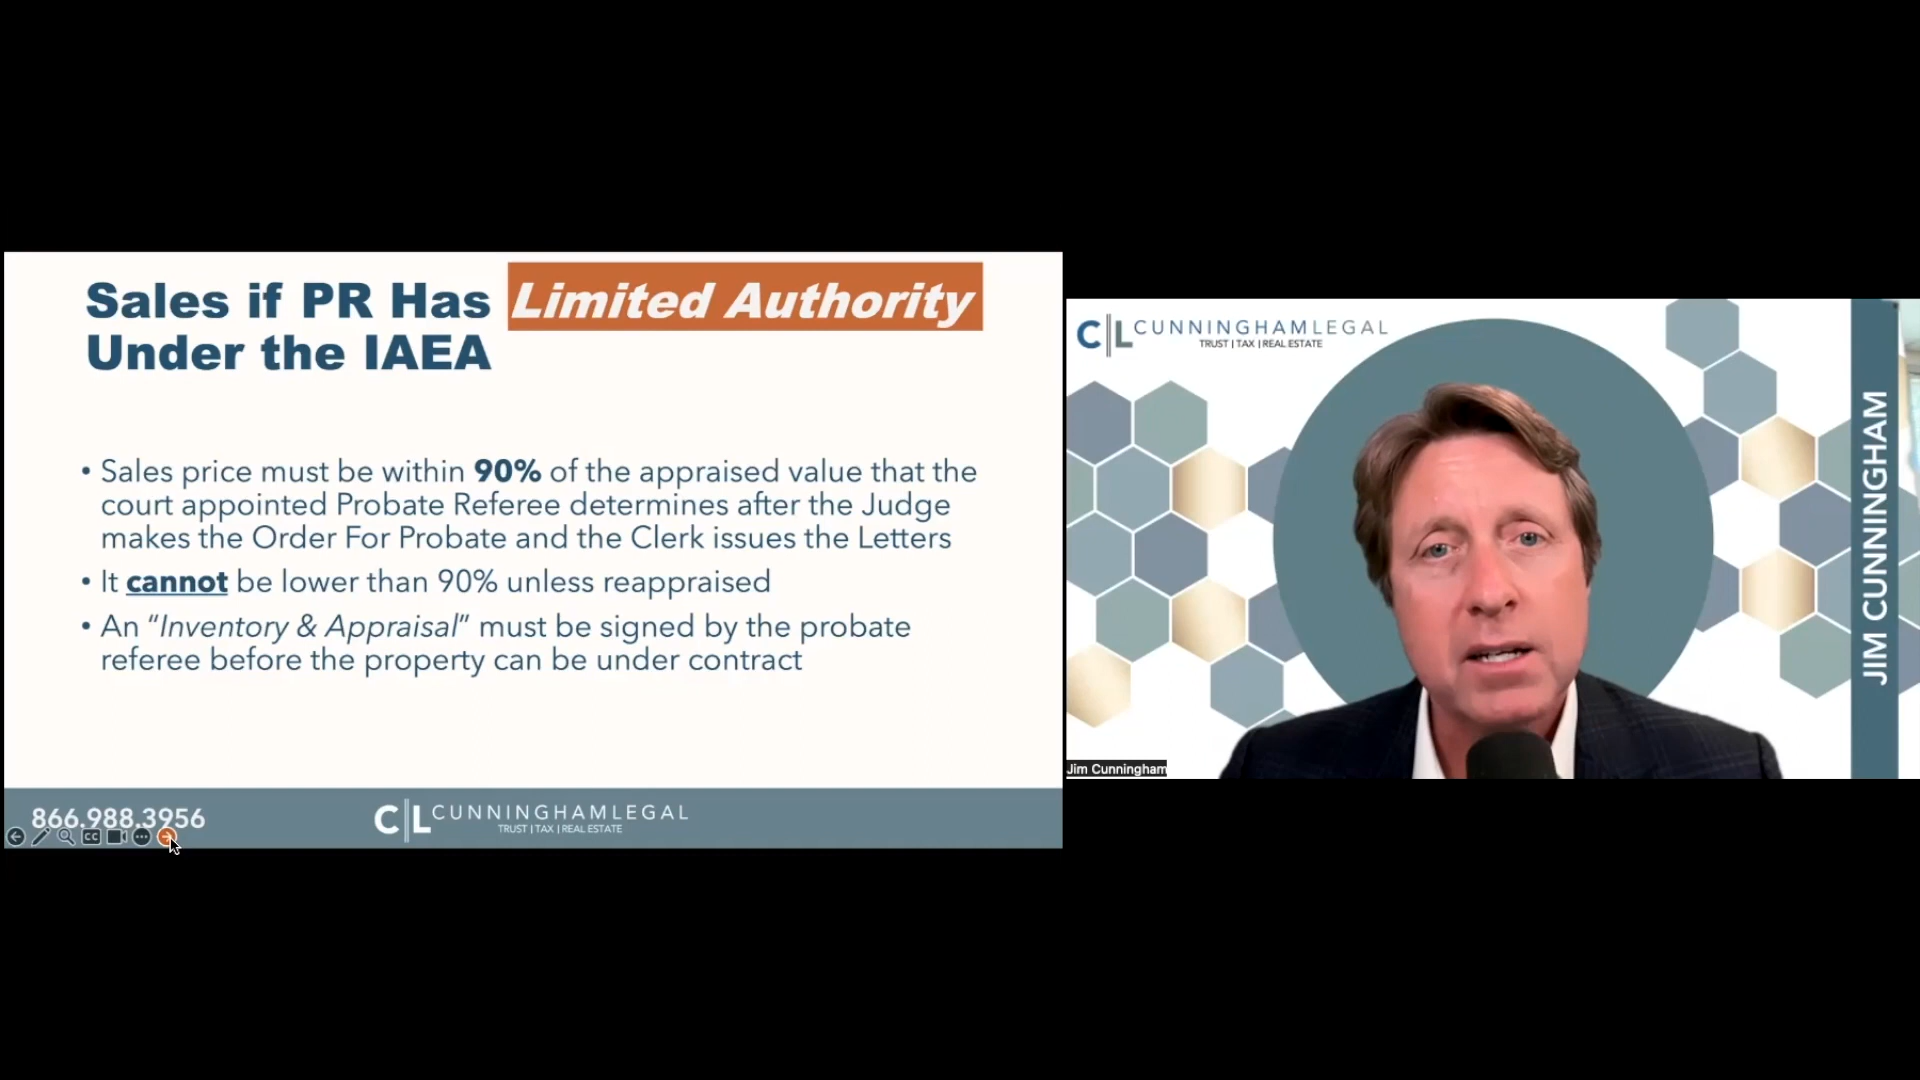 Sales if PR Has Limited Authority
Under the IAEA
• Sales price must be within 90% of the appraised value that the
court appointed Probate Referee determines after the Judge
makes the Order For Probate and the Clerk issues the Letters
• It cannot be lower than 90% unless reappraised
• An “Inventory & Appraisal” must be signed by the probate
referee before the property can be under contract
866.988.3956
CC
CL CUNNINGHAMLEGAL
TRUST | TAX | REAL ESTATE
CL CUNNINGHAMLEGAL
TRUST | TAX | REAL ESTATE
JIM CUNNINGHAM
Jim Cunningham